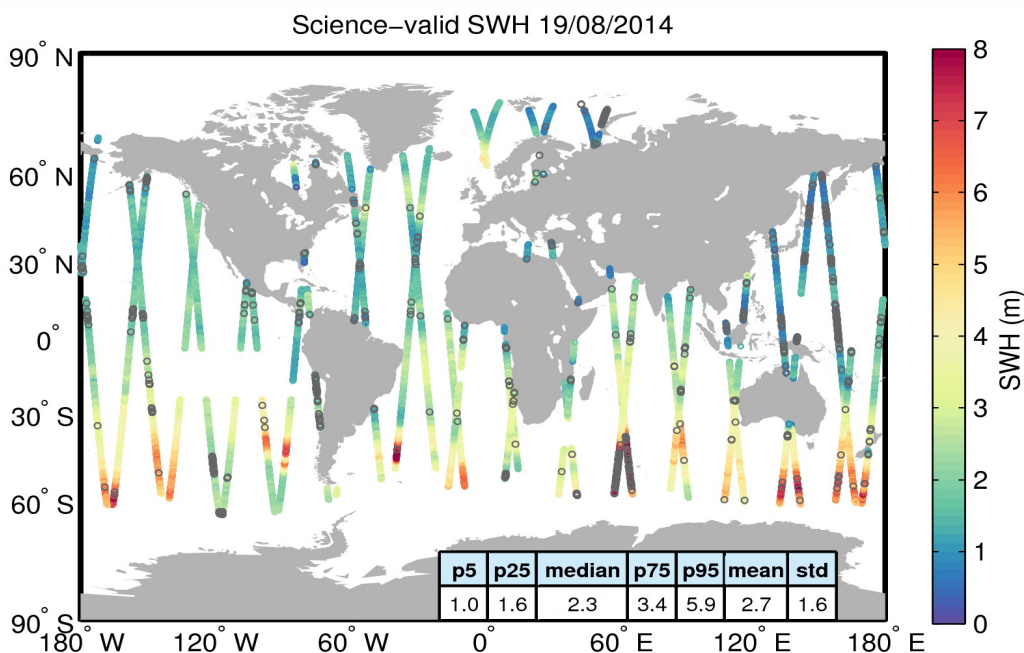 Science−valid SWH 19/08/2014
90° N
60° N
30° N
0°
30° S
60° S
90° S
180° W
120° W
60° W
0°
60° E
120° E
180° E
p5 p25 median p75 p95 mean std
1.0 1.6 2.3 3.4 5.9 2.7 1.6
8
7
6
5
4
3
2
1
0
SWH (m)